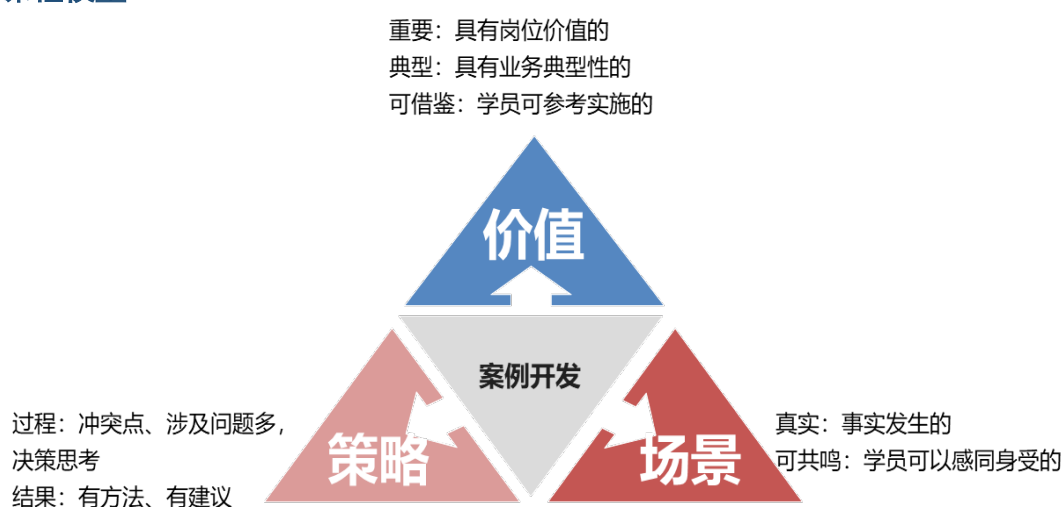 重要：具有岗位价值的
典型：具有业务典型性的
可借鉴：学员可参考实施的
价值
案例开发
过程：冲突点、涉及问题多，
决策思考
结果：有方法、有建议
策略
场景
真实：事实发生的
可共鸣：学员可以感同身受的